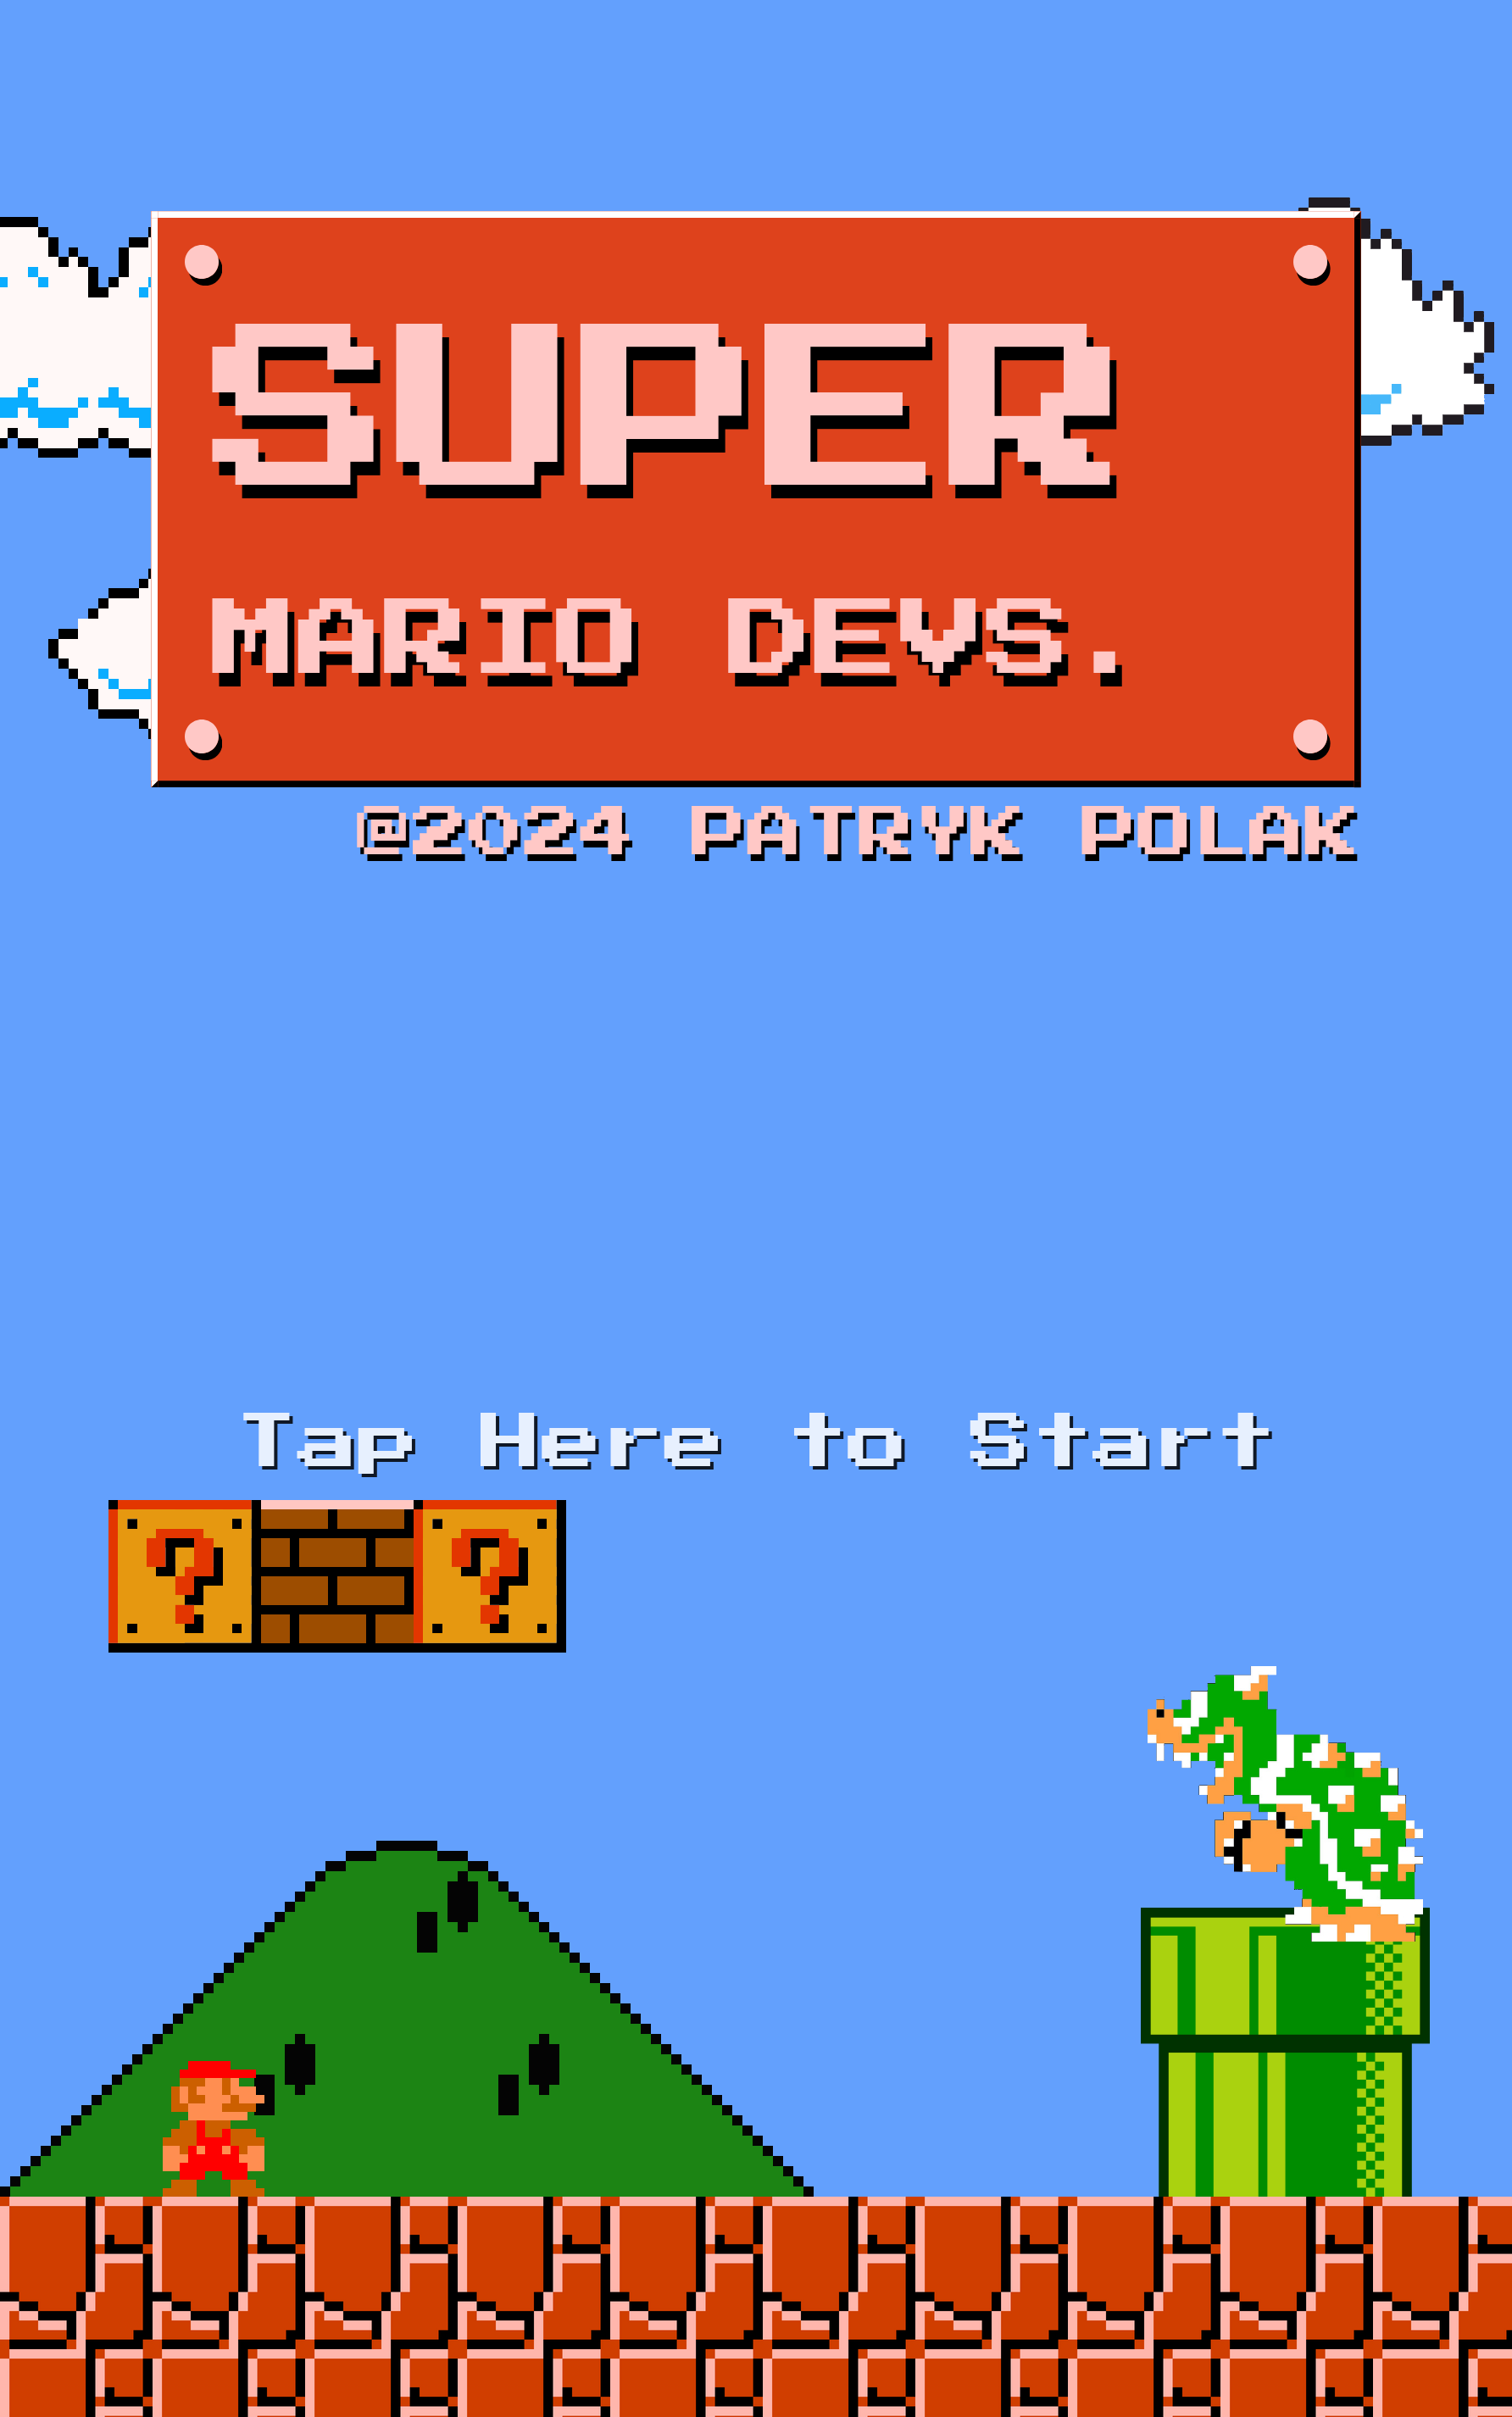 SUPER
MARIO DEVS.
@2024 PATRYK POLAK
Tap Here to Start
? ?